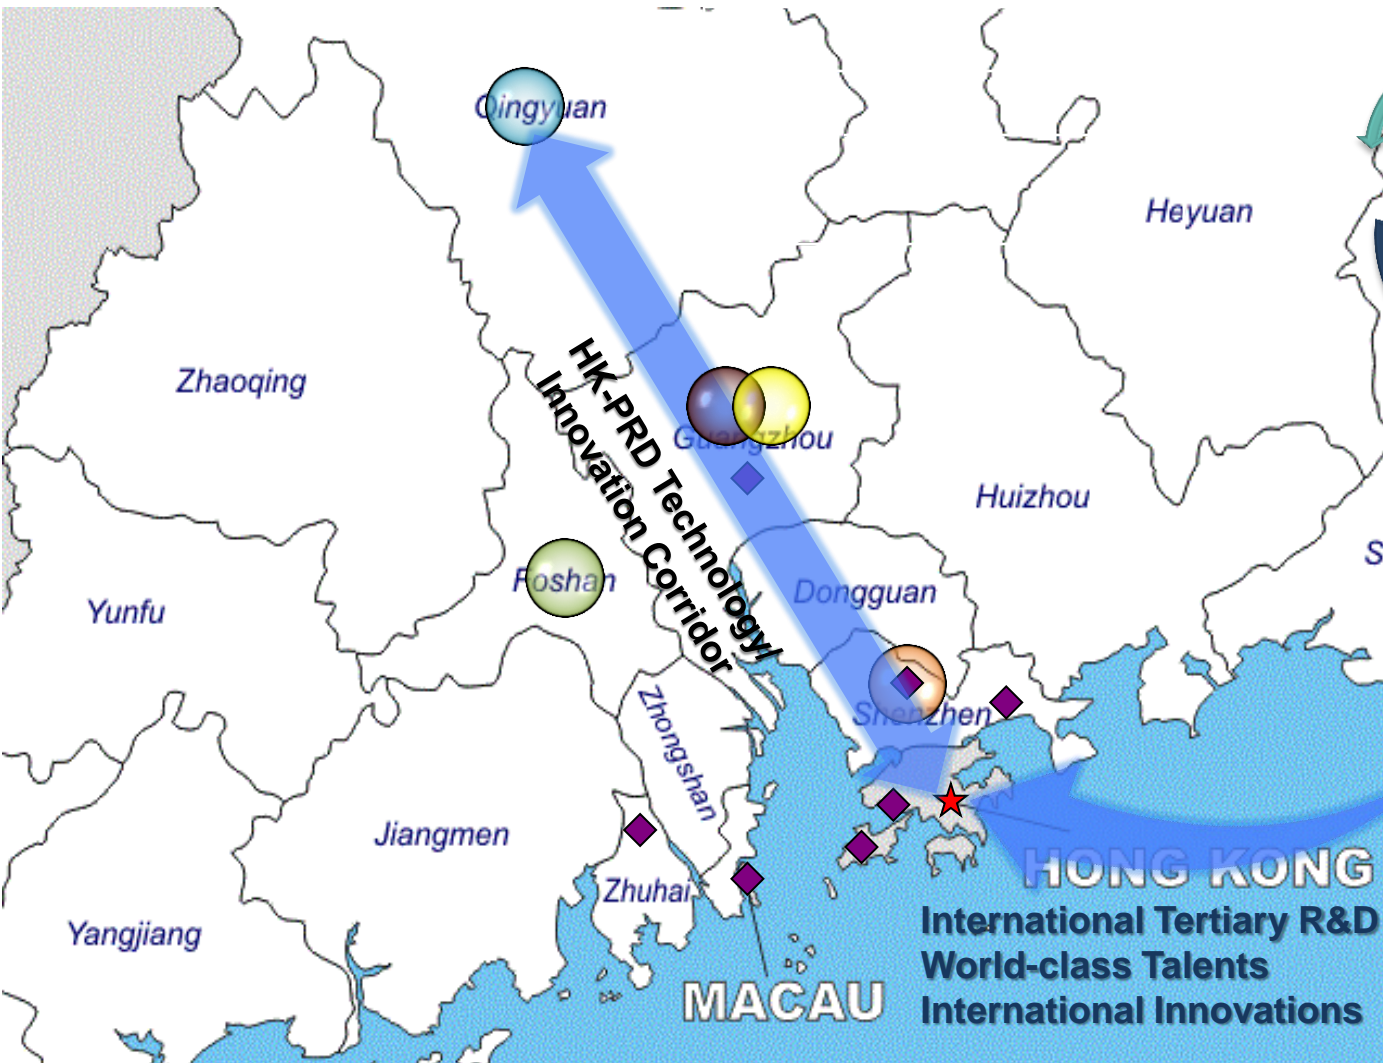 Qingyuan
Heyuan
Zhaoqing
HK-PRD Technology/
Innovation Corridor
Guangzhou
Huizhou
Foshan
Dongguan
Yunfu
S
Shenzhen
Zhongshan
Jiangmen
Zhuhai
HONG KONG
Yangjiang
International Tertiary R&D
World-class Talents
International Innovations
MACAU